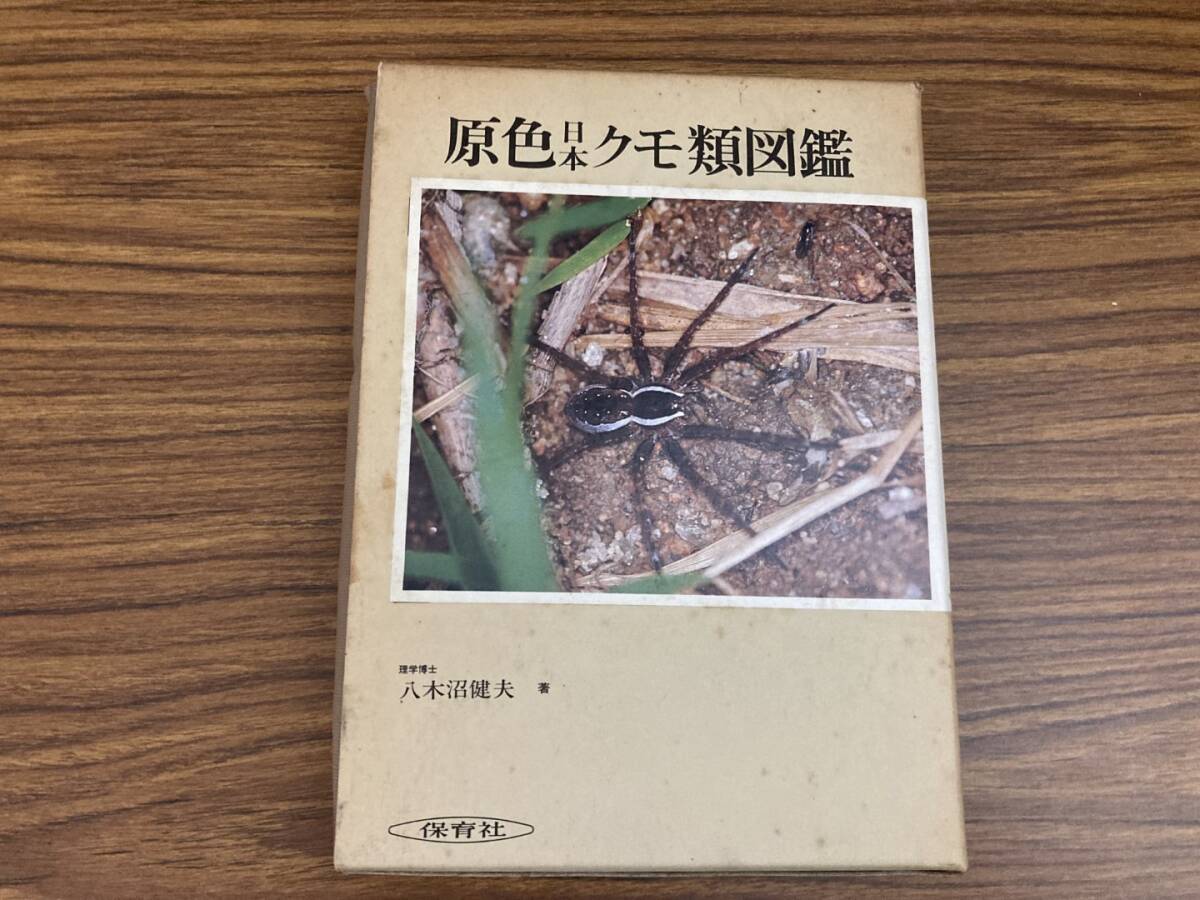 原色日本クモ類図鑑
理学博士
八木沼健夫 著
保育社